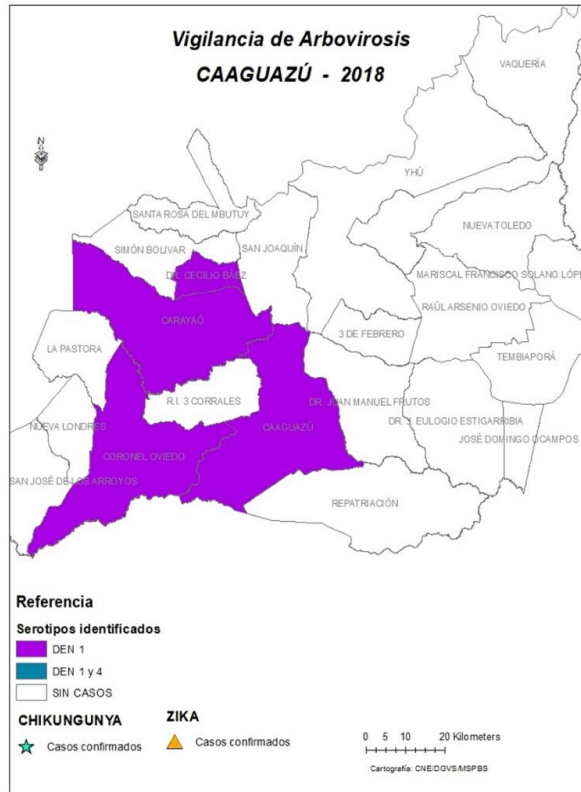 Vigilancia de Arbovirosis
CAAGUAZÚ - 2018
VAQUERÍA
N
YHÚ
SANTA ROSA DEL MBUTUY
NUEVA TOLEDO
SIMÓN BOLIVAR
SAN JOAQUÍN
DR. CECILIO BÁEZ
MARISCAL FRANCISCO SOLANO LÓPE
RAÚL ARSENIO OVIEDO
CARAYAÓ
3 DE FEBRERO
LA PASTORA
TEMBIAPORÁ
R.I. 3 CORRALES
DR. JUAN MANUEL FRUTOS
NUEVA LONDRES
CAAGUAZÚ
DR. J. EULOGIO ESTIGARRIBIA
JOSÉ DOMINGO OCAMPOS
CORONEL OVIEDO
SAN JOSÉ DE LOS ARROYOS
REPATRIACIÓN
Referencia
Serotipos identificados
DEN 1
DEN 1 y 4
SIN CASOS
CHIKUNGUNYA
ZIKA
Casos confirmados
Casos confirmados
0 5 10 20 Kilometers
Cartografía: CNE/DGVS/MSPBS